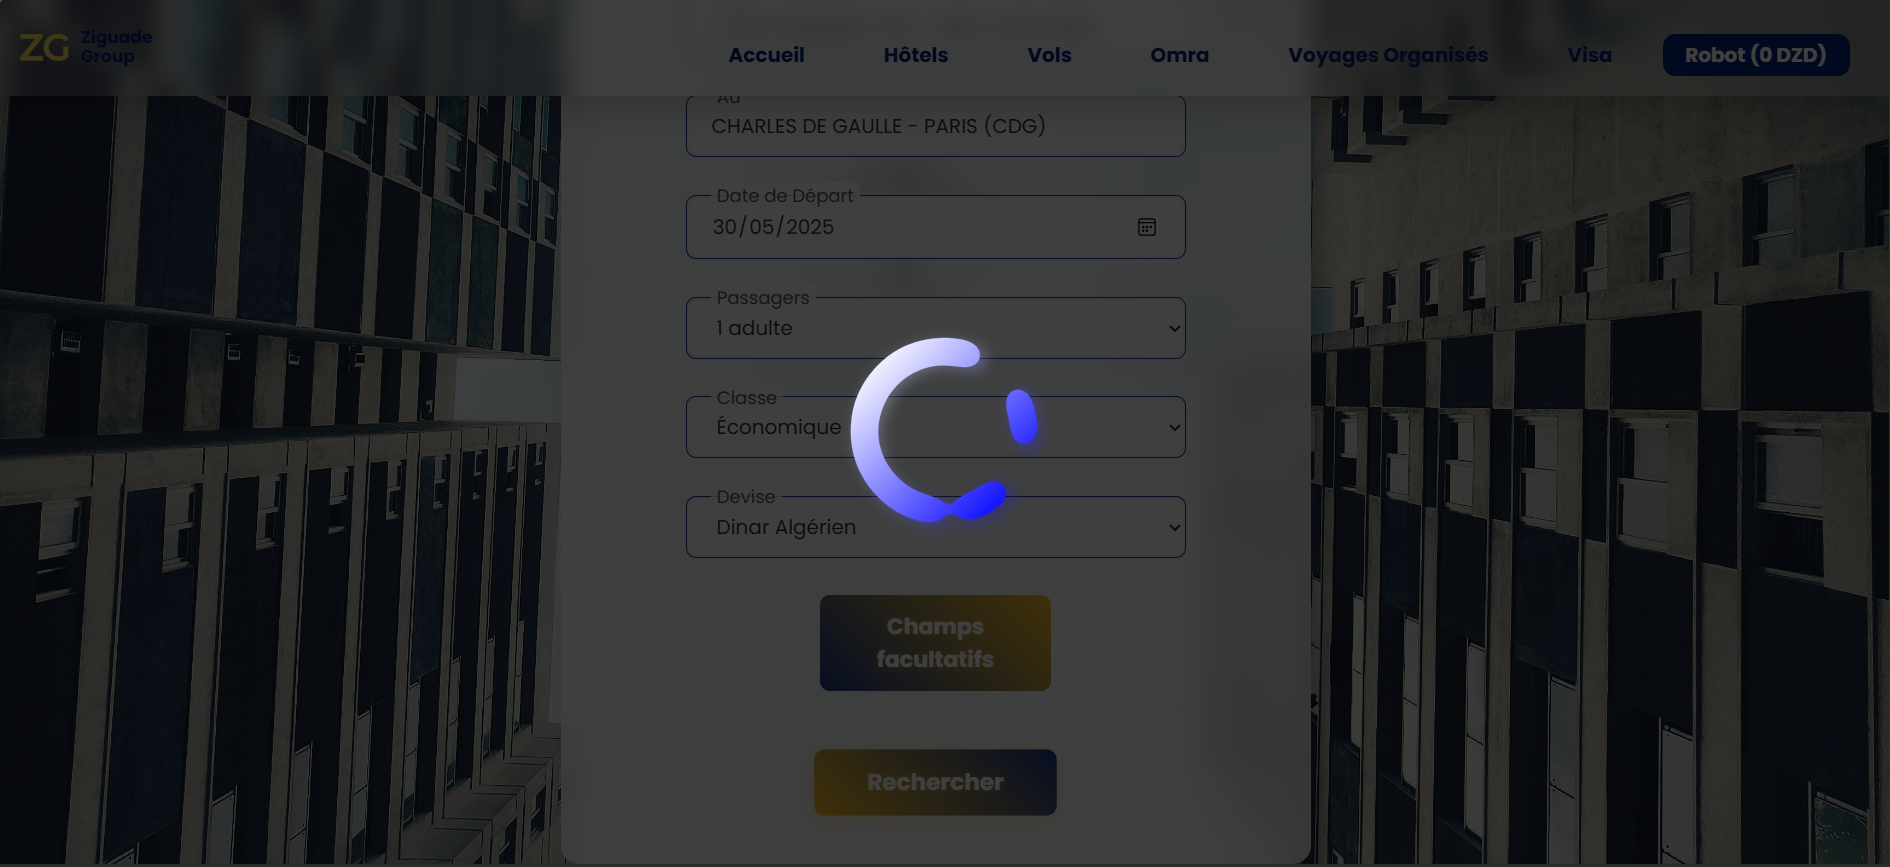 ZG
Ziguade
Group
Accueil
Hôtels
Vols
Omra
Voyages Organisés
Visa
Robot (0 DZD)
Au
CHARLES DE GAULLE - PARIS (CDG)
Date de Départ
30/05/2025
Passagers
1 adulte
Classe
Économique
Devise
Dinar Algérien
Champs
facultatifs
Rechercher